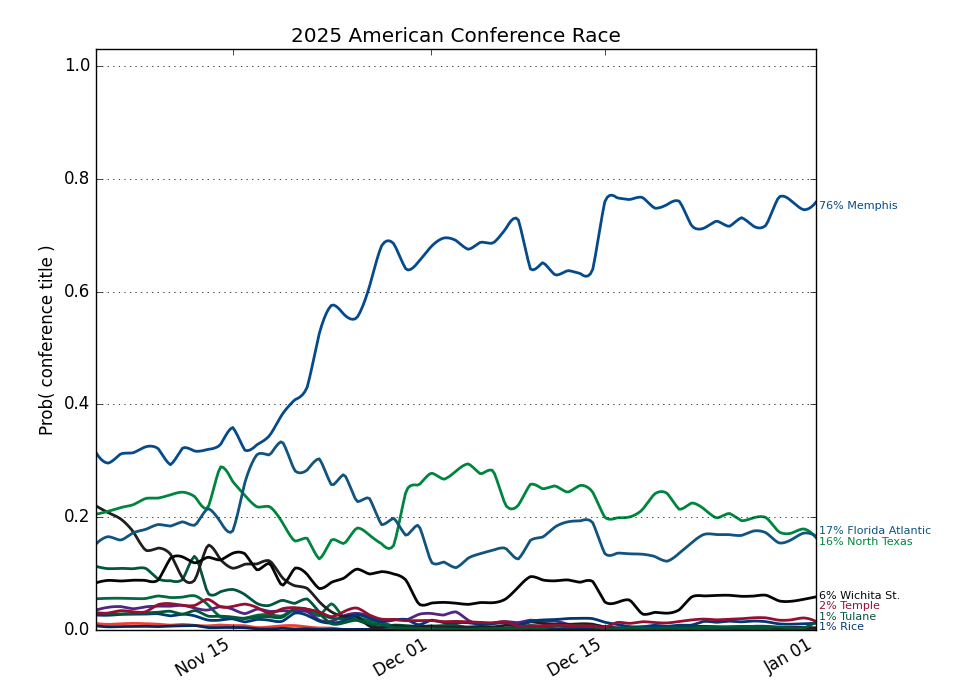 2025 American Conference Race
Prob( conference title )
1.0
0.8
0.6
0.4
0.2
0.0
Nov 15
Dec 01
Dec 15
Jan 01
76% Memphis
17% Florida Atlantic
16% North Texas
6% Wichita St.
2% Temple
1% Tulane
1% Rice